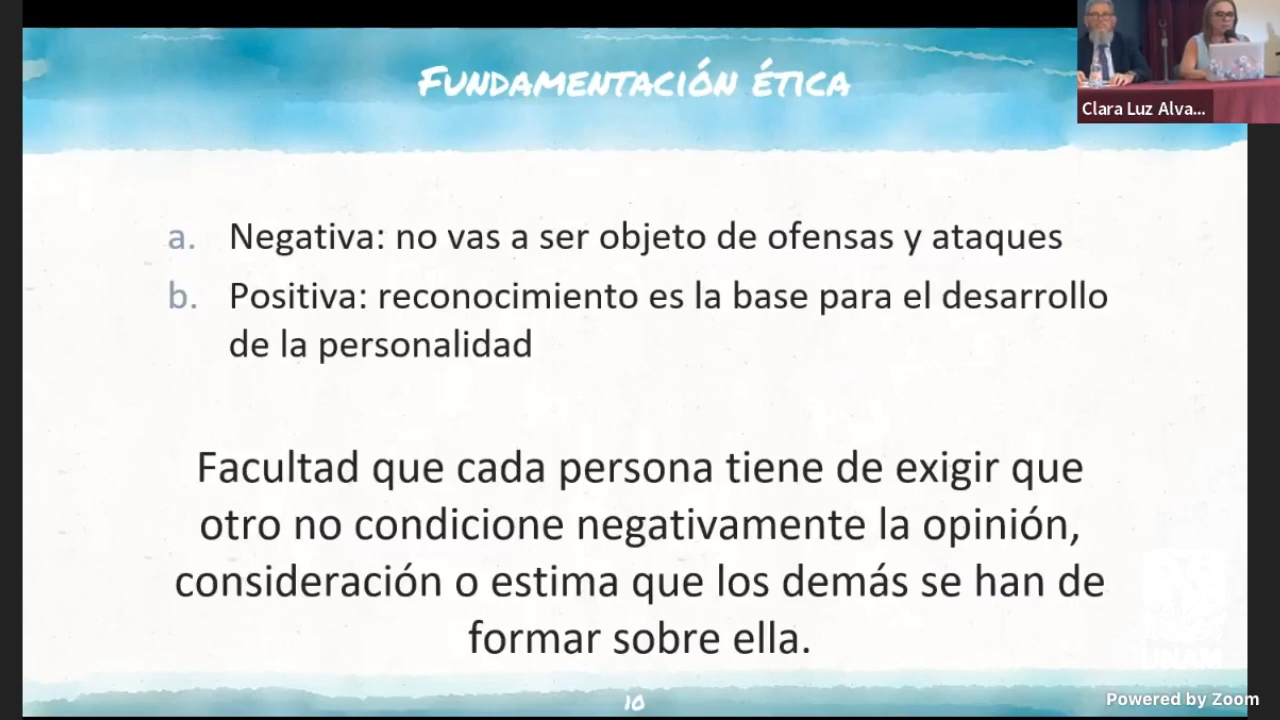 Fundamentación ética
Clara Luz Alva...
a. Negativa: no vas a ser objeto de ofensas y ataques
b. Positiva: reconocimiento es la base para el desarrollo
de la personalidad
Facultad que cada persona tiene de exigir que
otro no condicione negativamente la opinión,
consideración o estima que los demás se han de
formar sobre ella.
UNAM
10
Powered by Zoom